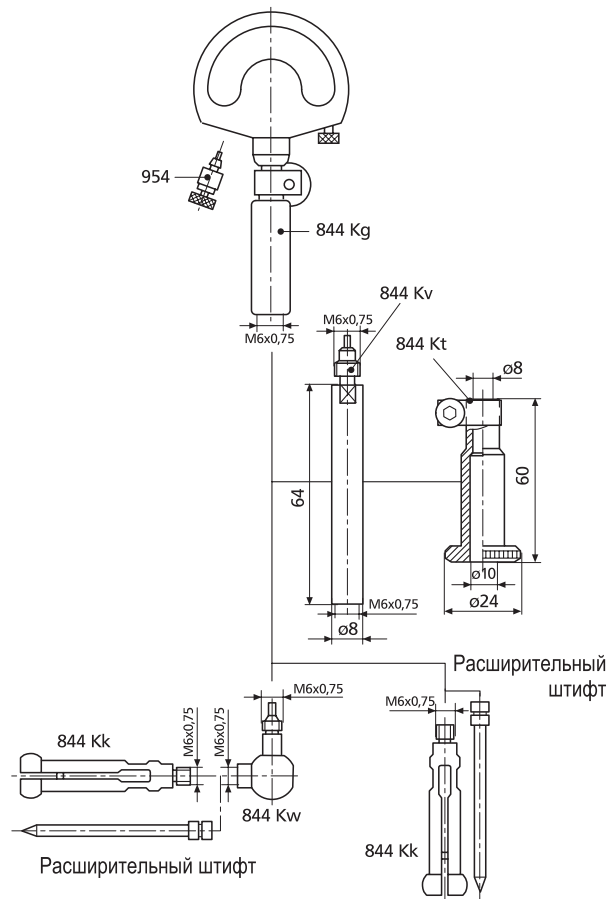 954
844 Kg
M6x0,75
844 Kv
M6x0,75
844 Kt
ø8
64
60
M6x0,75
ø8
ø10
ø24
Расширительный
штифт
M6x0,75
M6x0,75
M6x0,75
M6x0,75
844 Kk
844 Kw
844 Kk
Расширительный штифт